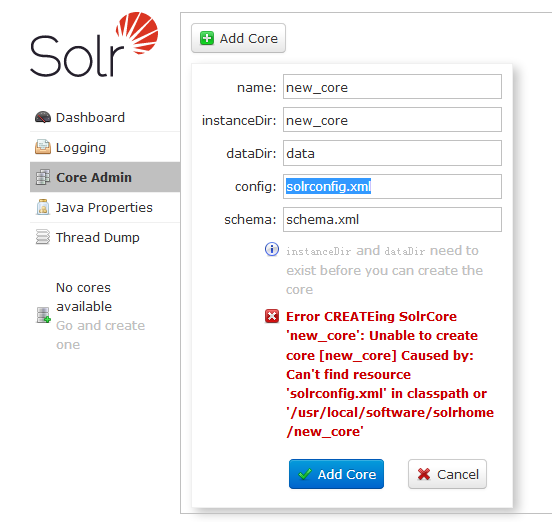 Solr
Add Core
name: new_core
instanceDir: new_core
dataDir: data
config: solrconfig.xml
schema: schema.xml
instanceDir and dataDir need to
exist before you can create the
core
Error CREATEing SolrCore
'new_core': Unable to create
core [new_core] Caused by:
Can't find resource
'solrconfig.xml' in classpath or
'/usr/local/software/solrhome
/new_core'
Add Core Cancel
Dashboard
Logging
Core Admin
Java Properties
Thread Dump
No cores
available
Go and create
one